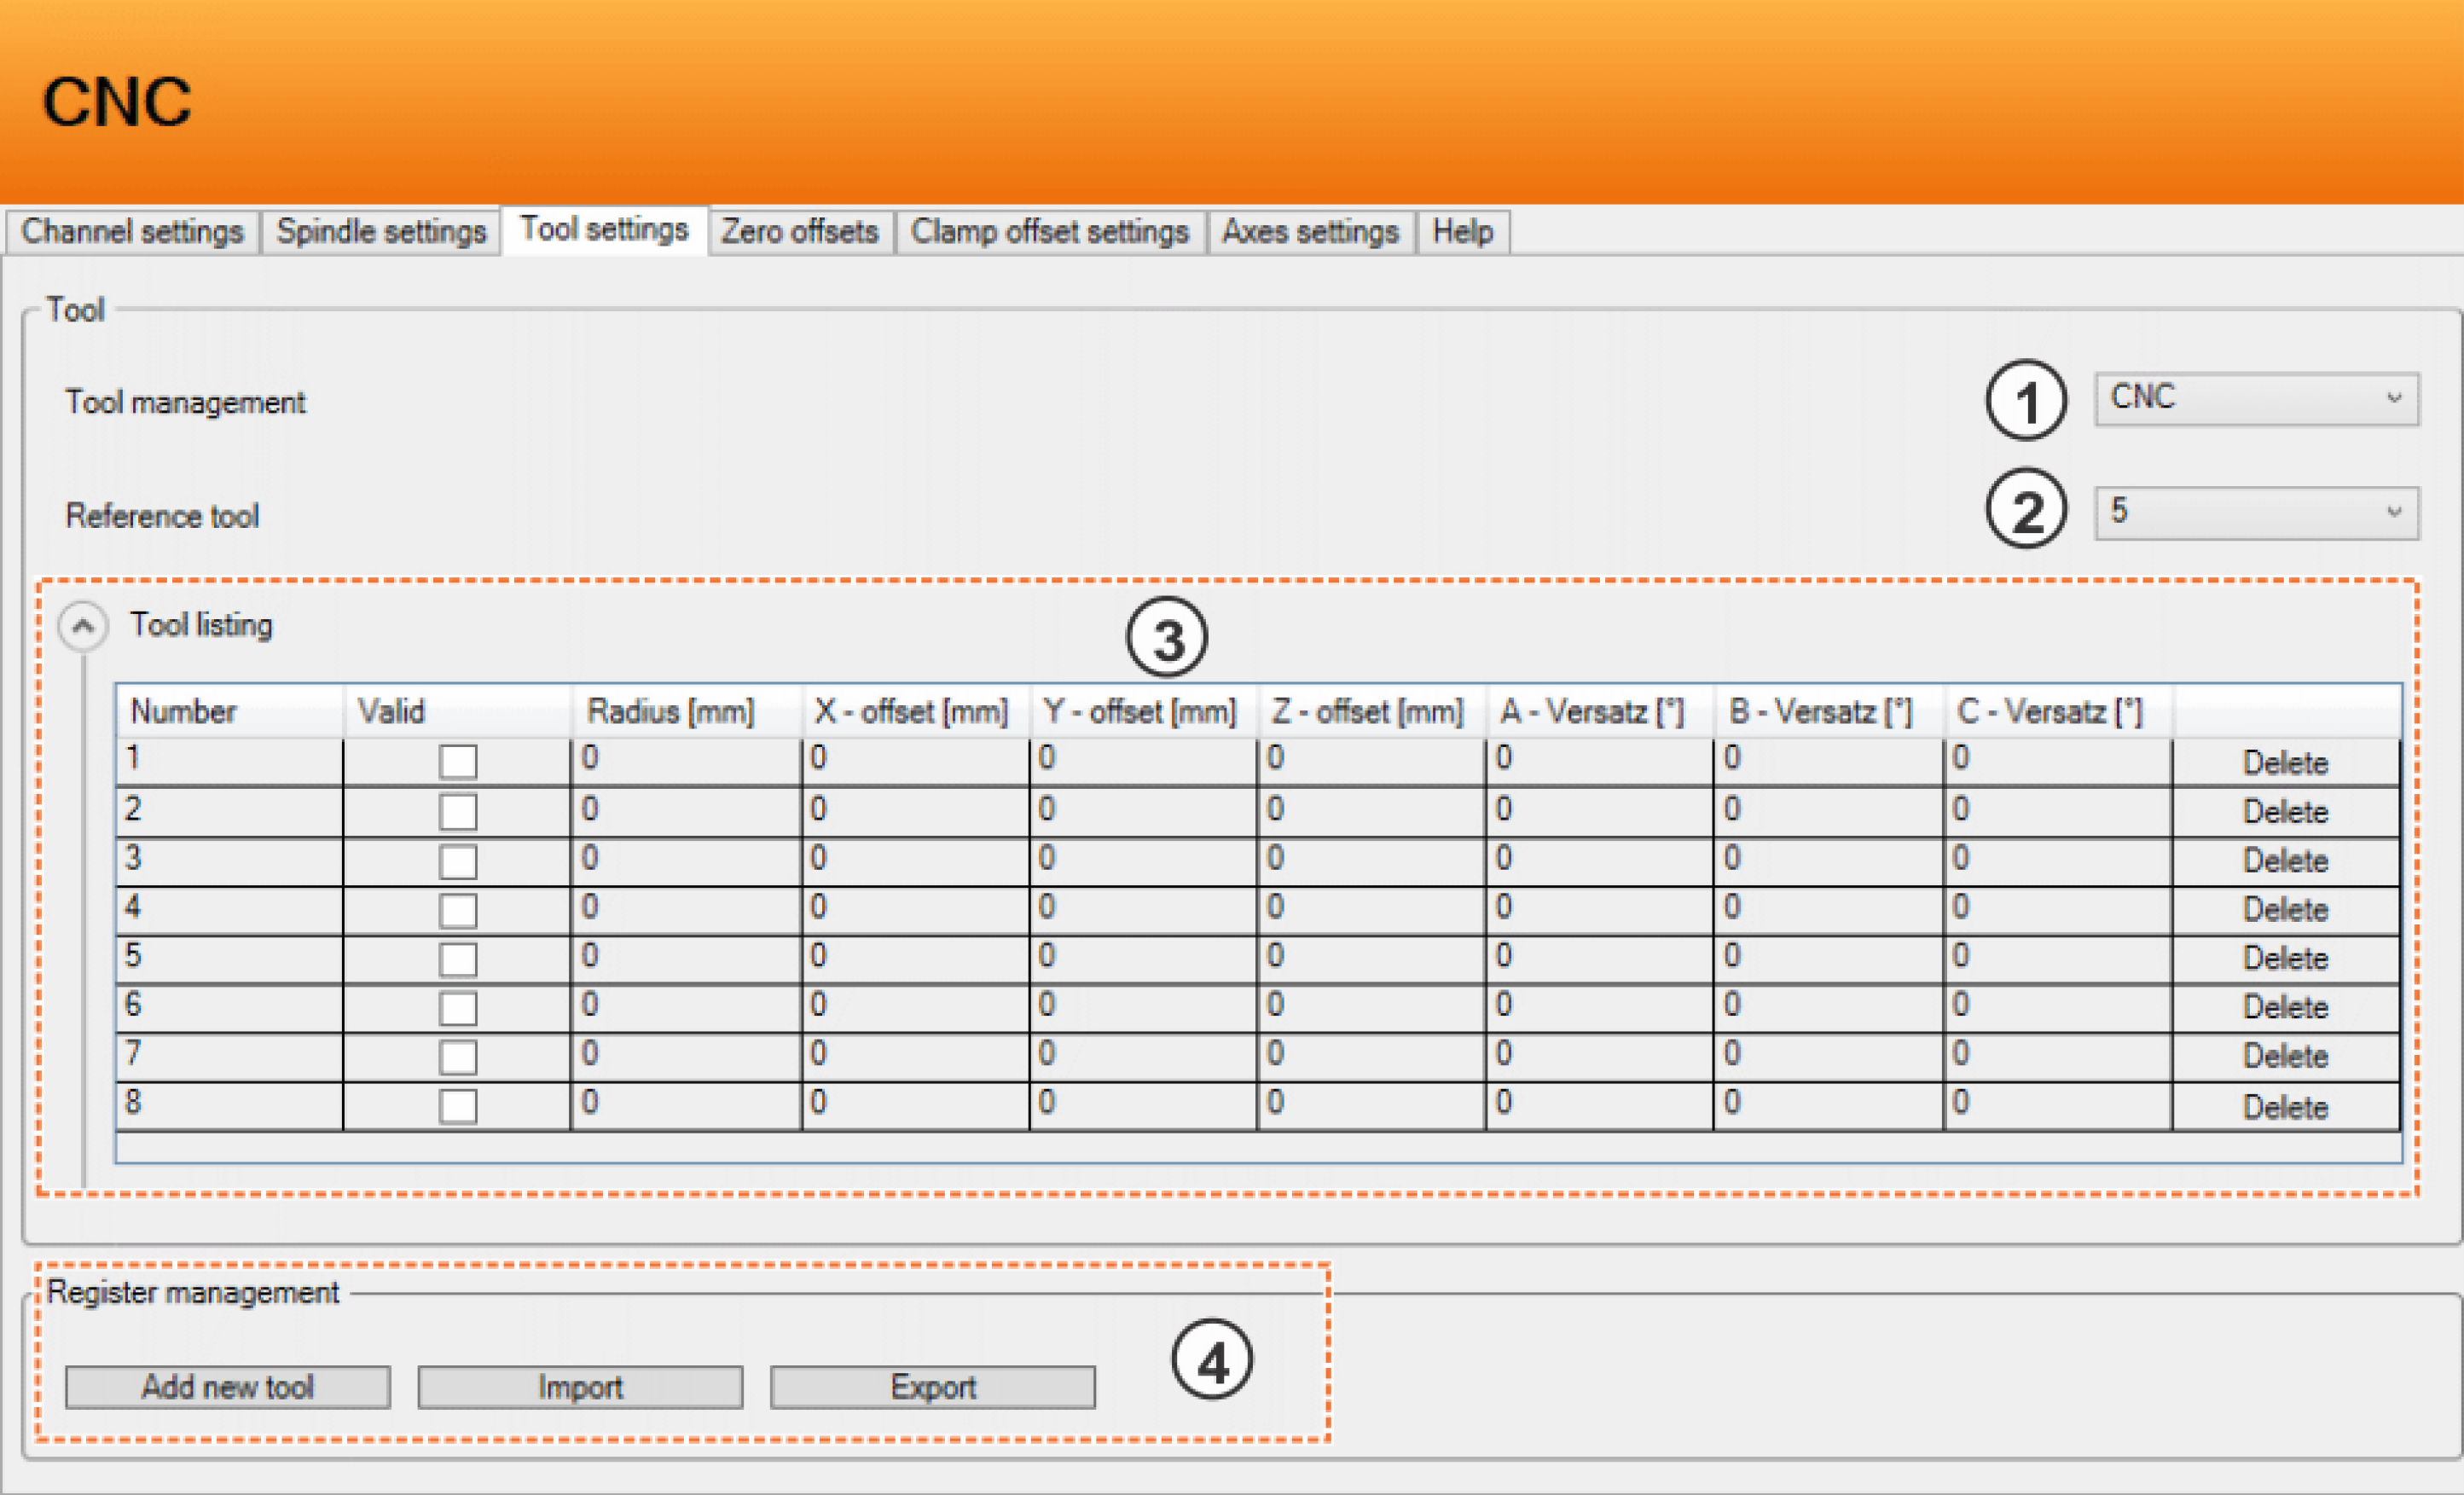 CNC
Channel settings Spindle settings Tool settings Zero offsets Clamp offset settings Axes settings Help
Tool
Tool management 1 CNC
Reference tool 2 5
Tool listing 3
Number Valid Radius [mm] X - offset [mm] Y - offset [mm] Z - offset [mm] A - Versatz [°] B - Versatz [°] C - Versatz [°]
1 0 0 0 0 0 0 0 Delete
2 0 0 0 0 0 0 0 Delete
3 0 0 0 0 0 0 0 Delete
4 0 0 0 0 0 0 0 Delete
5 0 0 0 0 0 0 0 Delete
6 0 0 0 0 0 0 0 Delete
7 0 0 0 0 0 0 0 Delete
8 0 0 0 0 0 0 0 Delete
Register management
Add new tool Import Export 4